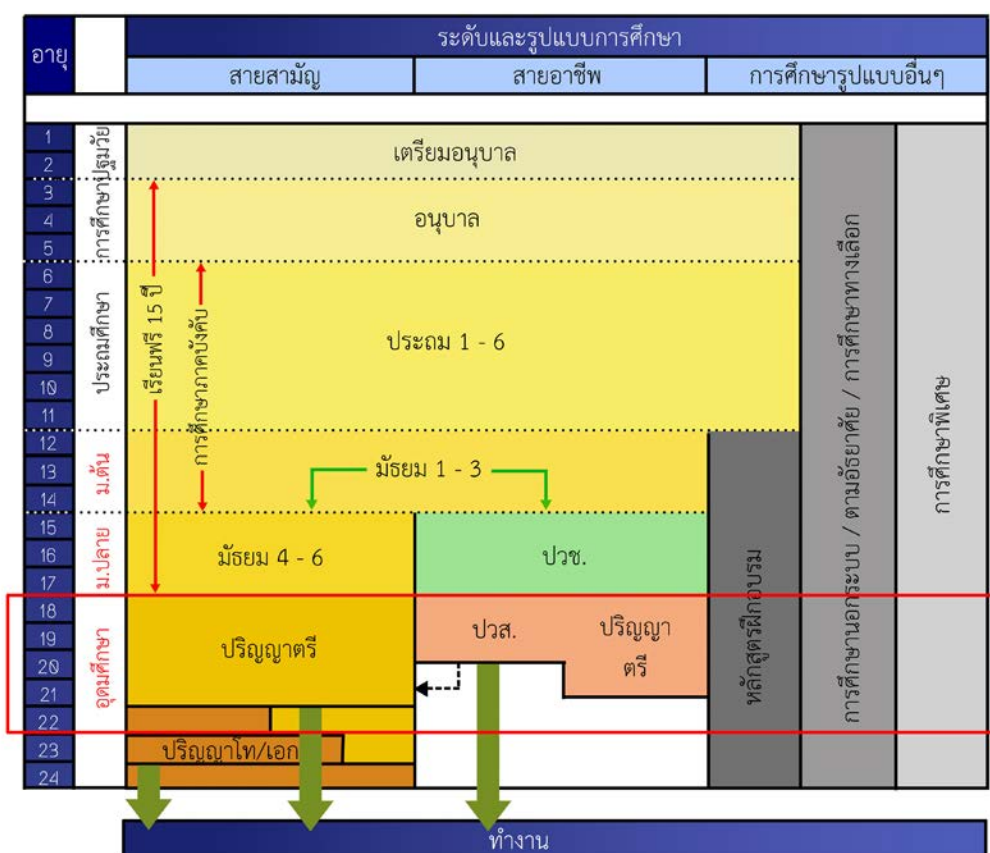 อายุ
ระดับและรูปแบบการศึกษา
สายสามัญ
สายอาชีพ
การศึกษารูปแบบอื่นๆ
1
2
3
4
5
6
7
8
9
10
11
12
13
14
15
16
17
18
19
20
21
22
23
24
การศึกษาปฐมวัย
ประถมศึกษา
ม.ต้น
ม.ปลาย
อุดมศึกษา
เตรียมอนุบาล
อนุบาล
เรียนฟรี 15 ปี
การศึกษาภาคบังคับ
ประถม 1 - 6
มัธยม 1 - 3
มัธยม 4 - 6
ปวช.
ปริญญาตรี
ปวส.
ปริญญา
ตรี
ปริญญาโท/เอก
หลักสูตรฝึกอบรม
การศึกษานอกระบบ / ตามอัธยาศัย / การศึกษาทางเลือก
การศึกษาพิเศษ
ทำงาน